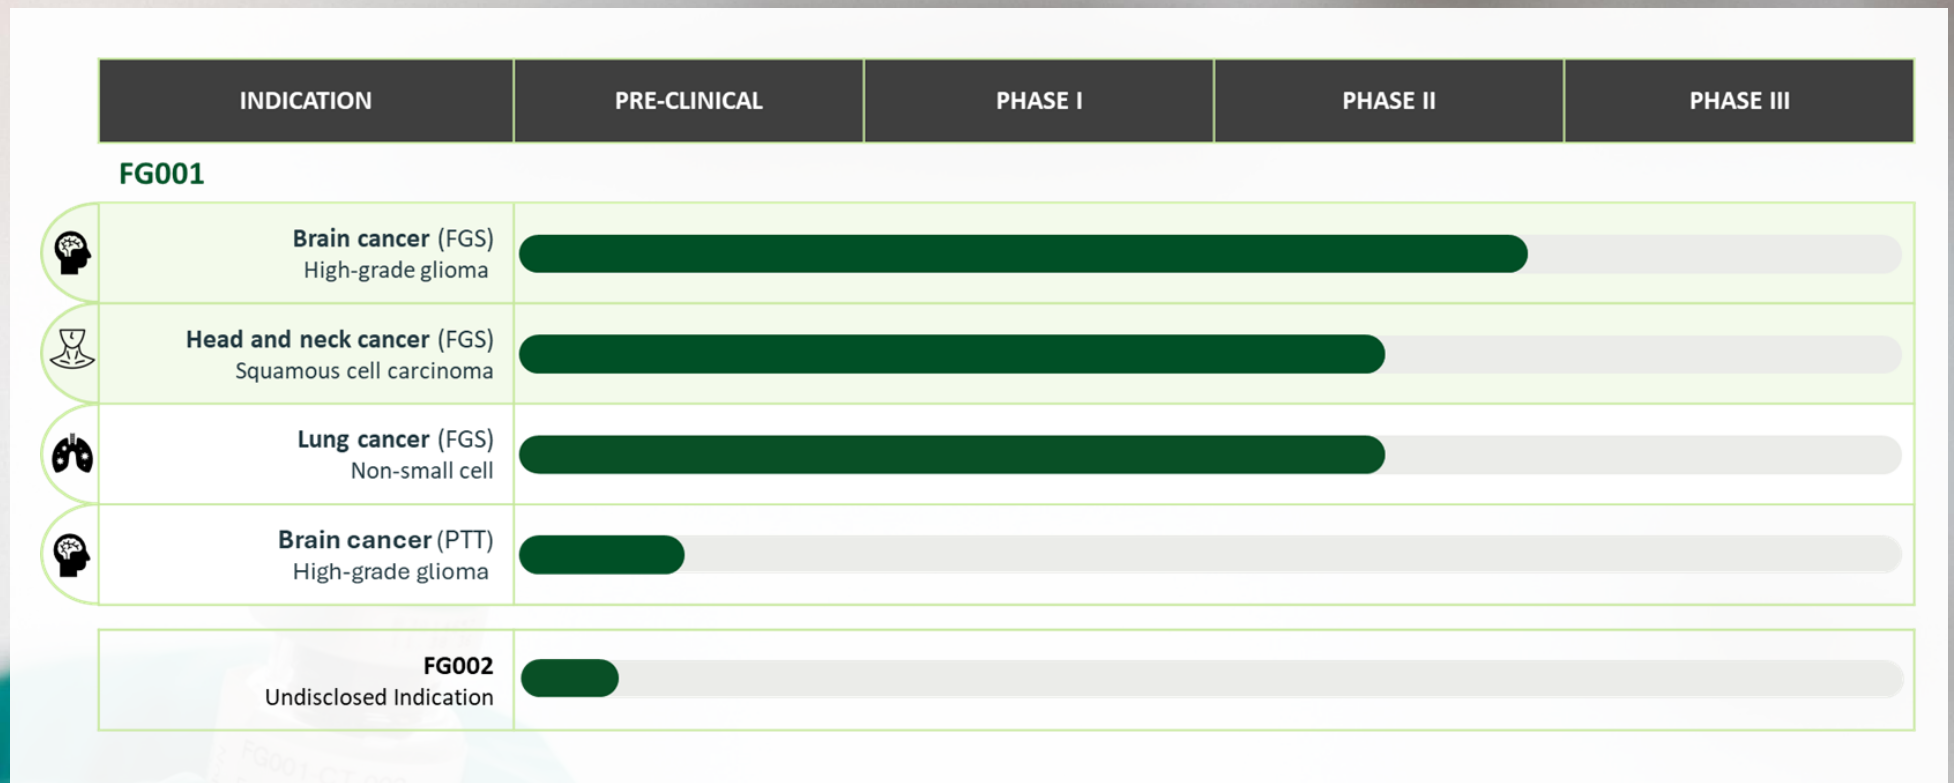 INDICATION PRE-CLINICAL PHASE I PHASE II PHASE III
FG001
Brain cancer (FGS)
High-grade glioma
Head and neck cancer (FGS)
Squamous cell carcinoma
Lung cancer (FGS)
Non-small cell
Brain cancer (PTT)
High-grade glioma
FG002
Undisclosed Indication